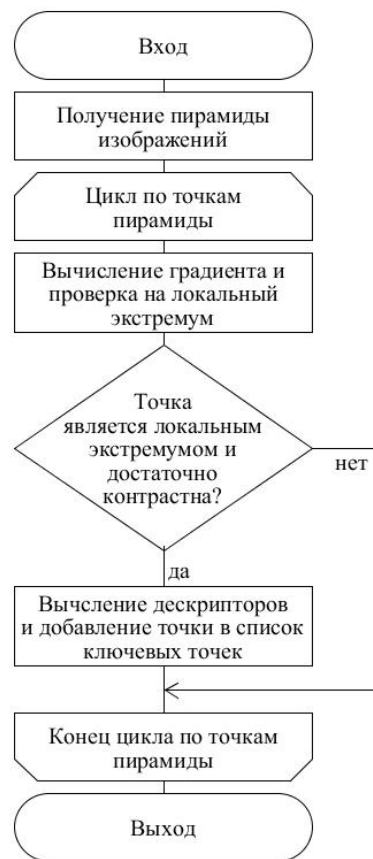 Вход
Получение пирамиды
изображений
Цикл по точкам
пирамиды
Вычисление градиента и
проверка на локальный
экстремум
Точка
является локальным
экстремумом и
достаточно
контрастна?
нет
да
Вычсление дескрипторов
и добавление точки в список
ключевых точек
Конец цикла по точкам
пирамиды
Выход